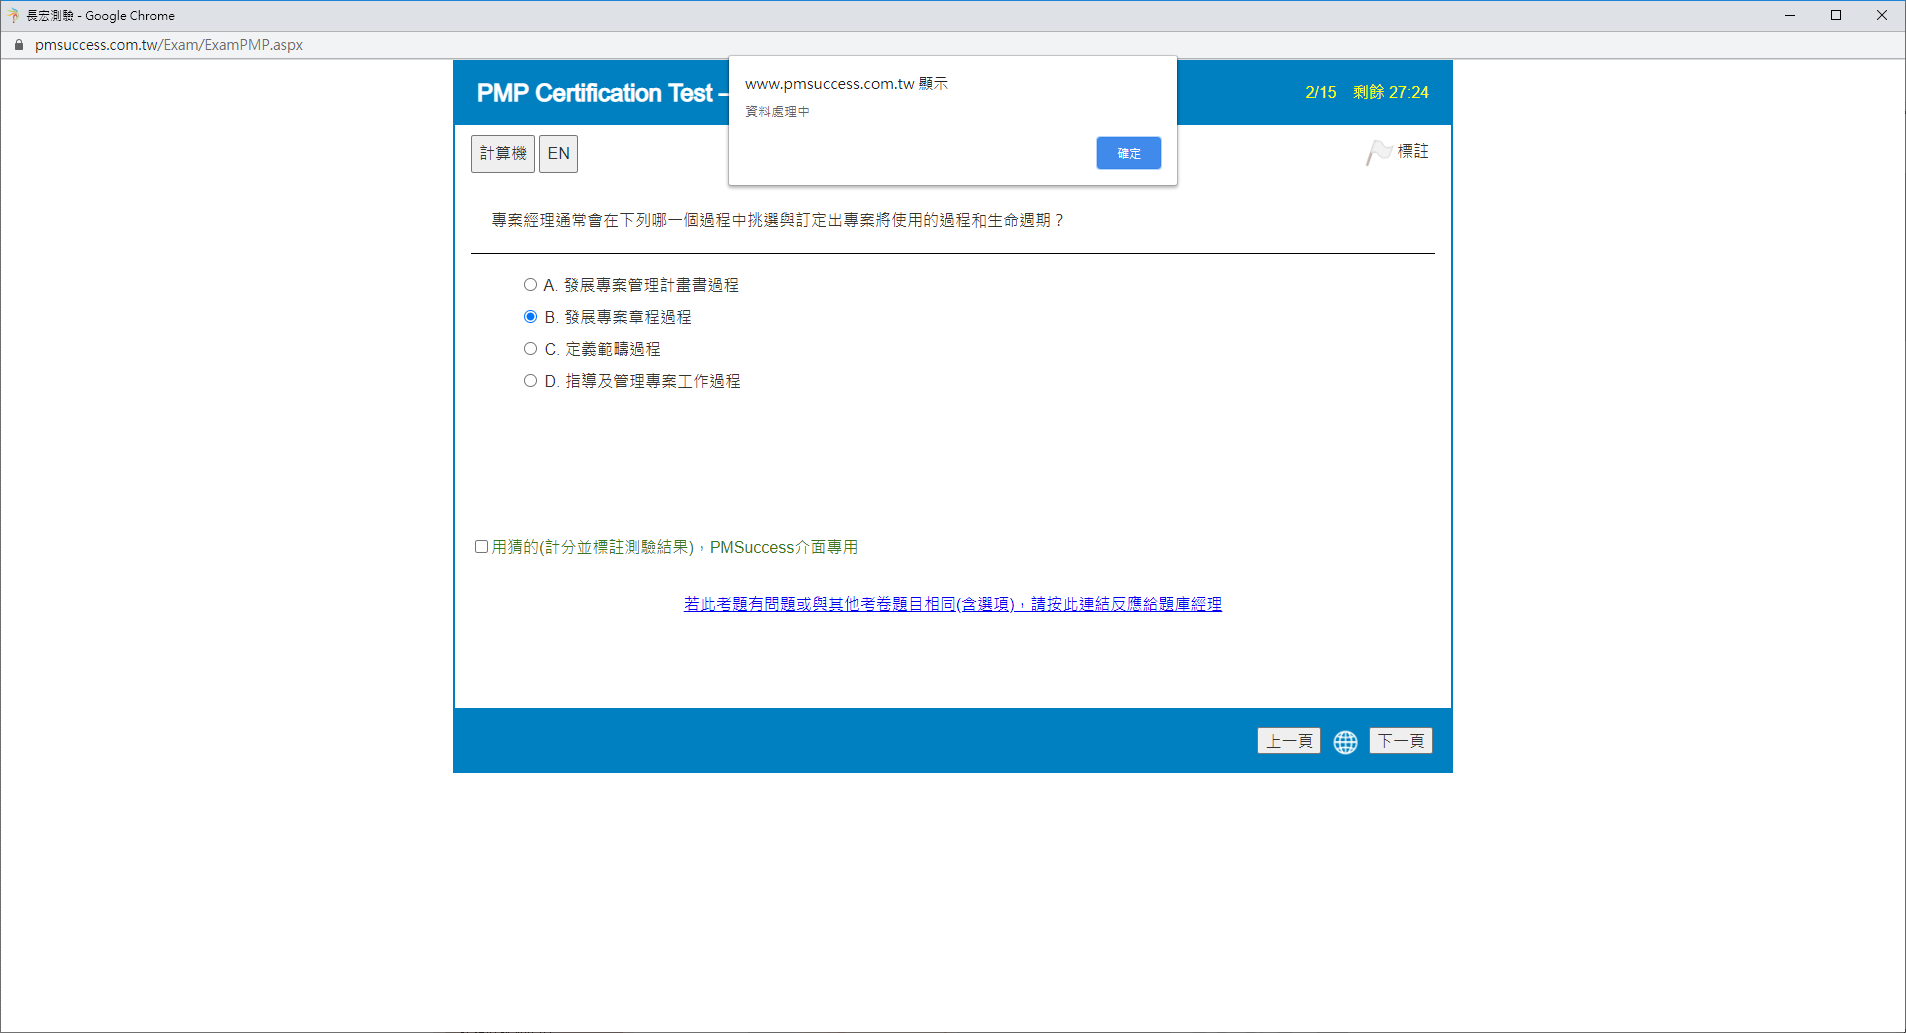 長宏測驗 - Google Chrome
pmsuccess.com.tw/Exam/ExamPMP.aspx
PMP Certification Test –
www.pmsuccess.com.tw 顯示
資料處理中
確定
2/15 剩餘 27:24
計算機 EN
標註
專案經理通常會在下列哪一個過程中挑選與訂定出專案將使用的過程和生命週期？
A. 發展專案管理計畫書過程
B. 發展專案章程過程
C. 定義範疇過程
D. 指導及管理專案工作過程
用猜的(計分並標註測驗結果)，PMSuccess介面專用
若此考題有問題或與其他考卷題目相同(含選項)，請按此連結反應給題庫經理
上一頁 下一頁